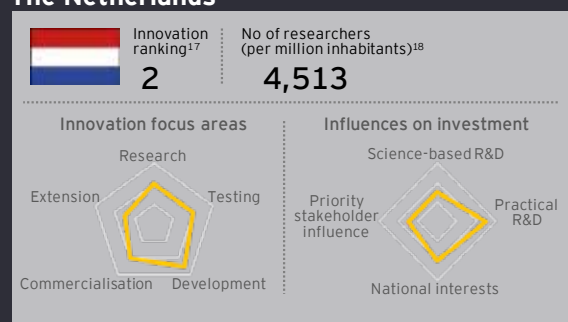 The Netherlands
Innovation
ranking17
2
No of researchers
(per million inhabitants)18
4,513
Innovation focus areas
Research
Extension
Testing
Commercialisation
Development
Influences on investment
Science-based R&D
Priority
stakeholder
influence
Practical
R&D
National interests